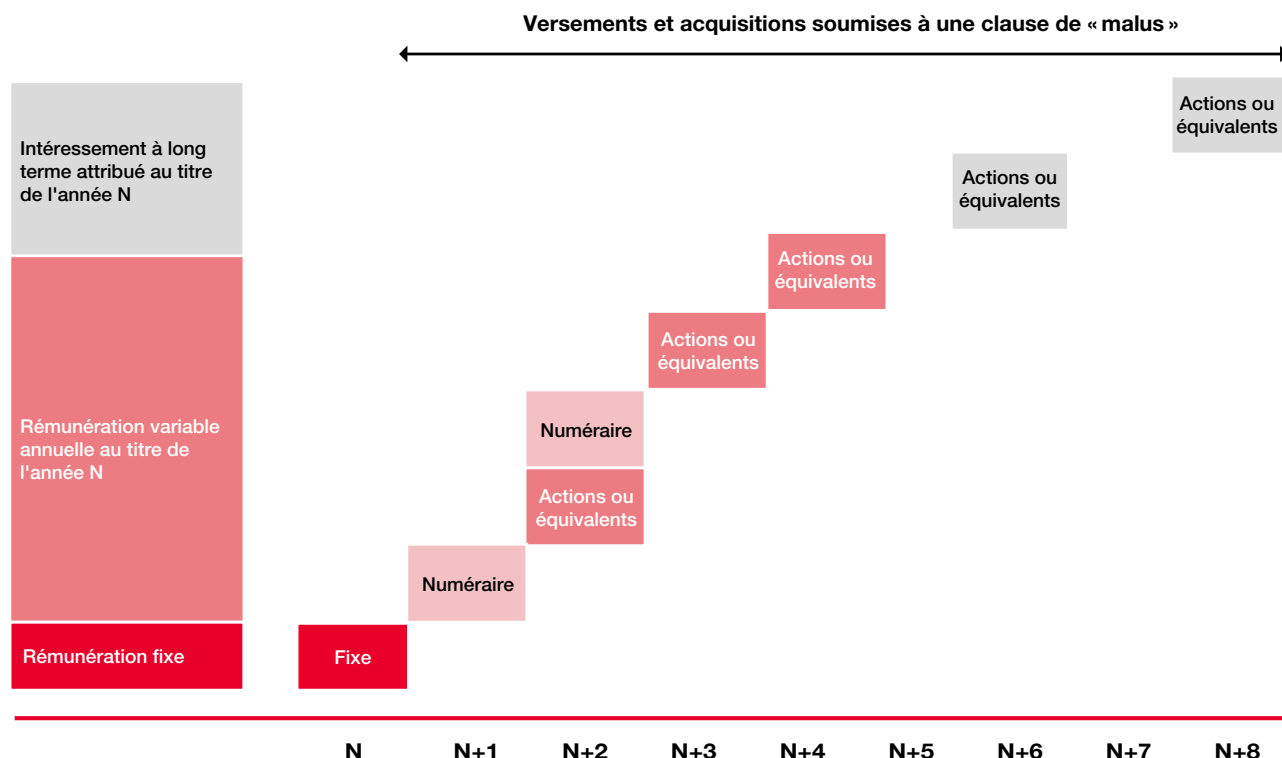 Versements et acquisitions soumises à une clause de « malus »
Intéressement à long
terme attribué au titre
de l'année N
Actions ou
équivalents
Actions ou
équivalents
Actions ou
équivalents
Actions ou
équivalents
Rémunération variable
annuelle au titre de
l'année N
Numéraire
Actions ou
équivalents
Numéraire
Rémunération fixe
Fixe
N N+1 N+2 N+3 N+4 N+5 N+6 N+7 N+8